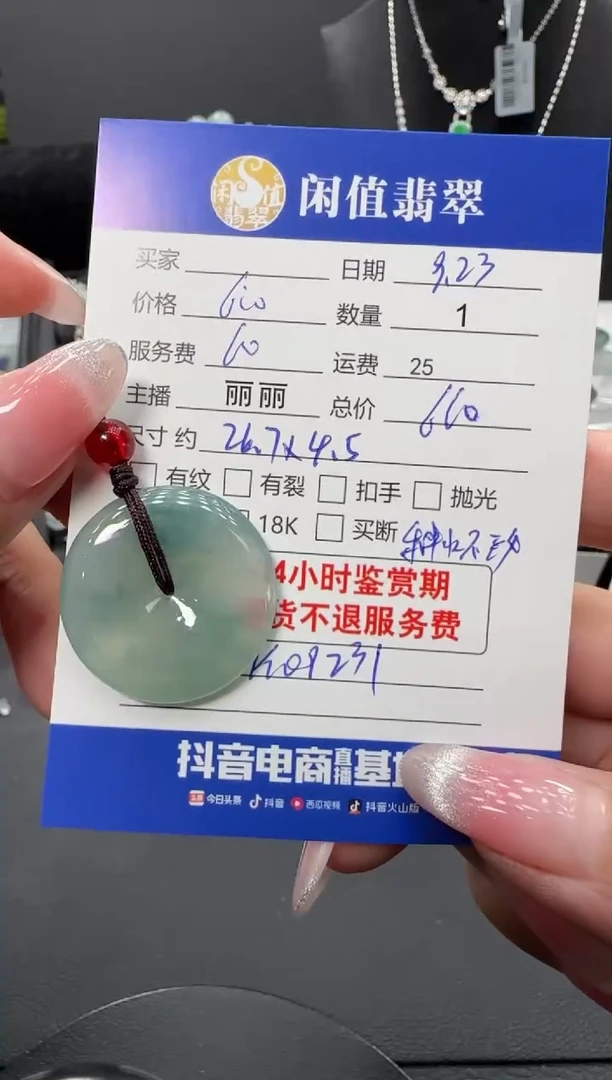 闲值翡翠
买家 日期 9.23
价格 600 数量 1
服务费 60 运费 25
主播 丽丽 总价 660
尺寸 约 26.7x4.5
有纹 有裂 扣手 抛光
18K 买断
4小时鉴赏期
货不退服务费
K09231
抖音电商直播基地
今日头条 抖音 西瓜视频 抖音火山版